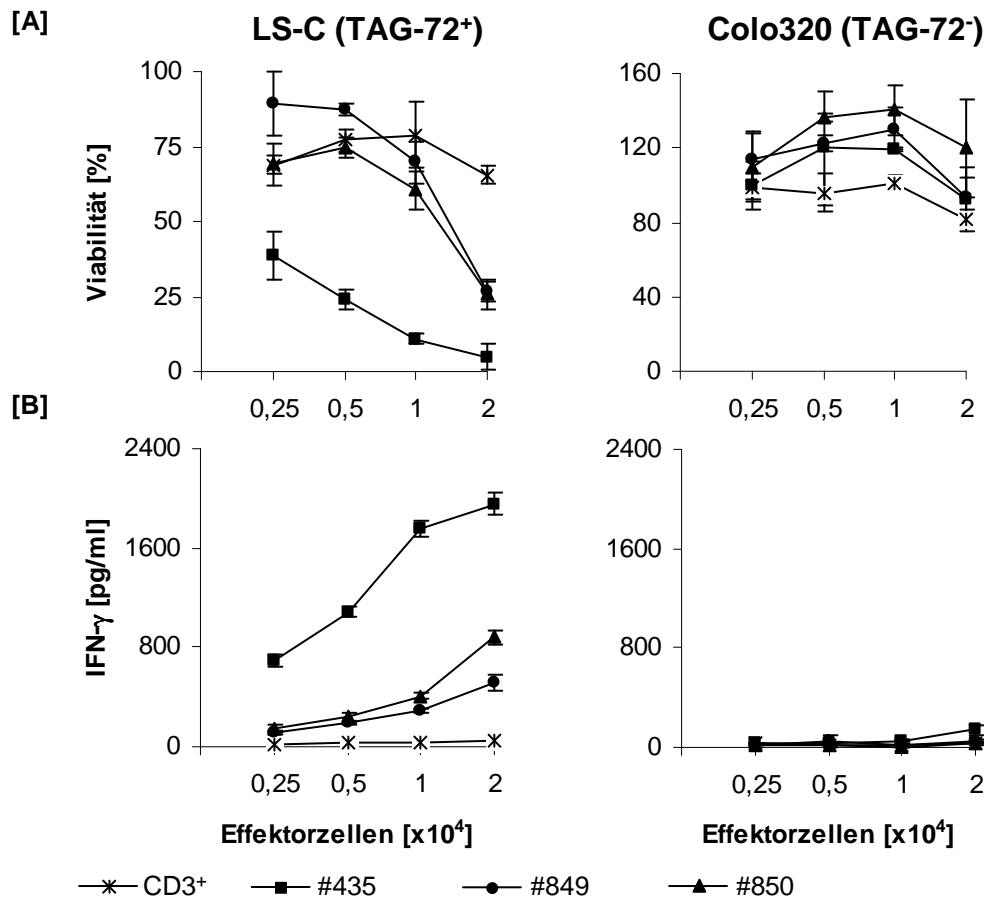 [A]
LS-C (TAG-72⁺)
Colo320 (TAG-72⁻)
Viabilität [%]
100
75
50
25
0
0,25 0,5 1 2
160
120
80
40
0
0,25 0,5 1 2
[B]
IFN-γ [pg/ml]
2400
1600
800
0
0,25 0,5 1 2
Effektorzellen [x10⁴]
2400
1600
800
0
0,25 0,5 1 2
Effektorzellen [x10⁴]
CD3⁺ #435 #849 #850